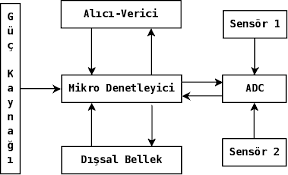 Güç Kaynağı
Alıcı-Verici
Sensör 1
Mikro Denetleyici
ADC
Dışsal Bellek
Sensör 2